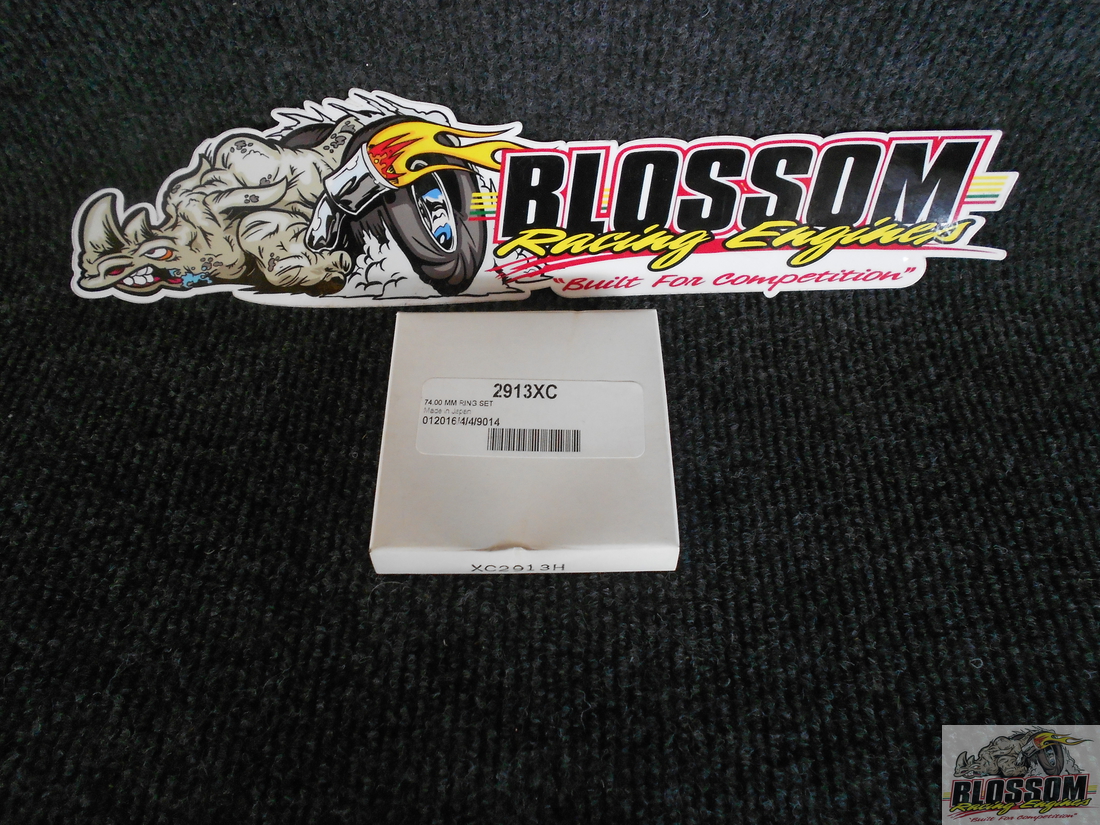 BLOSSOM
Racing Engines
"Built For Competition"
2913XC
74.00 MM RING SET
Made in Japan
012016/4/4/9014
XC2913H
BLOSSOM
Racing Engines
"Built For Competition"